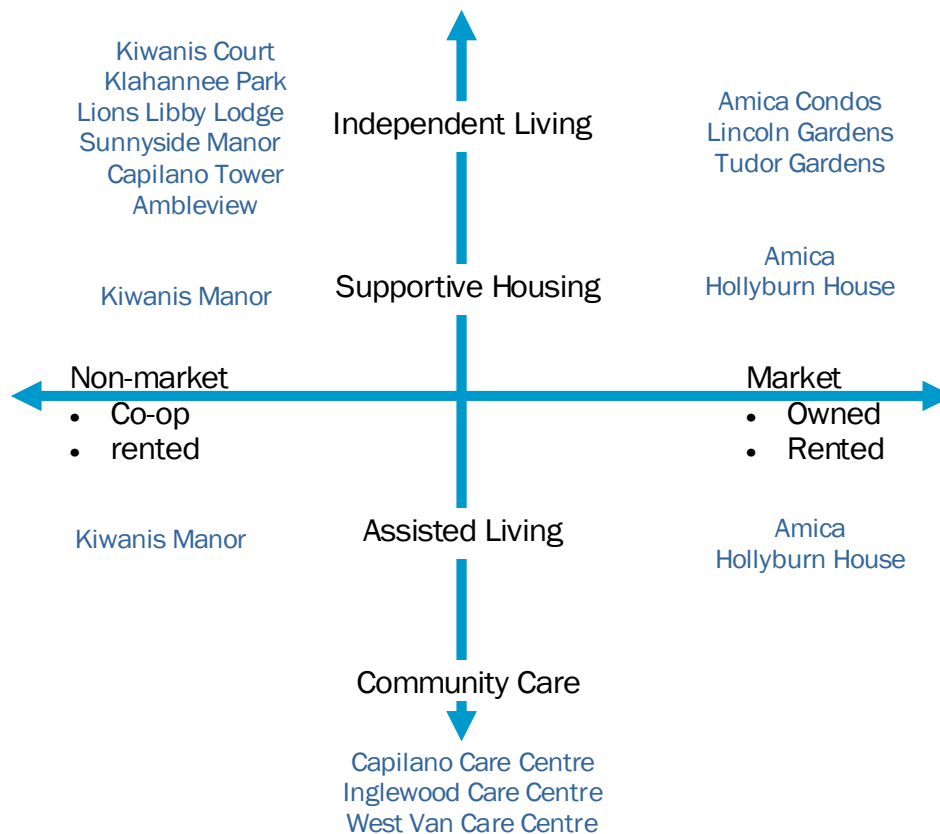 Kiwanis Court
Klahannee Park
Lions Libby Lodge
Sunnyside Manor
Capilano Tower
Ambleview
Independent Living
Amica Condos
Lincoln Gardens
Tudor Gardens
Kiwanis Manor
Supportive Housing
Amica
Hollyburn House
Non-market
• Co-op
• rented
Market
• Owned
• Rented
Kiwanis Manor
Assisted Living
Amica
Hollyburn House
Community Care
Capilano Care Centre
Inglewood Care Centre
West Van Care Centre